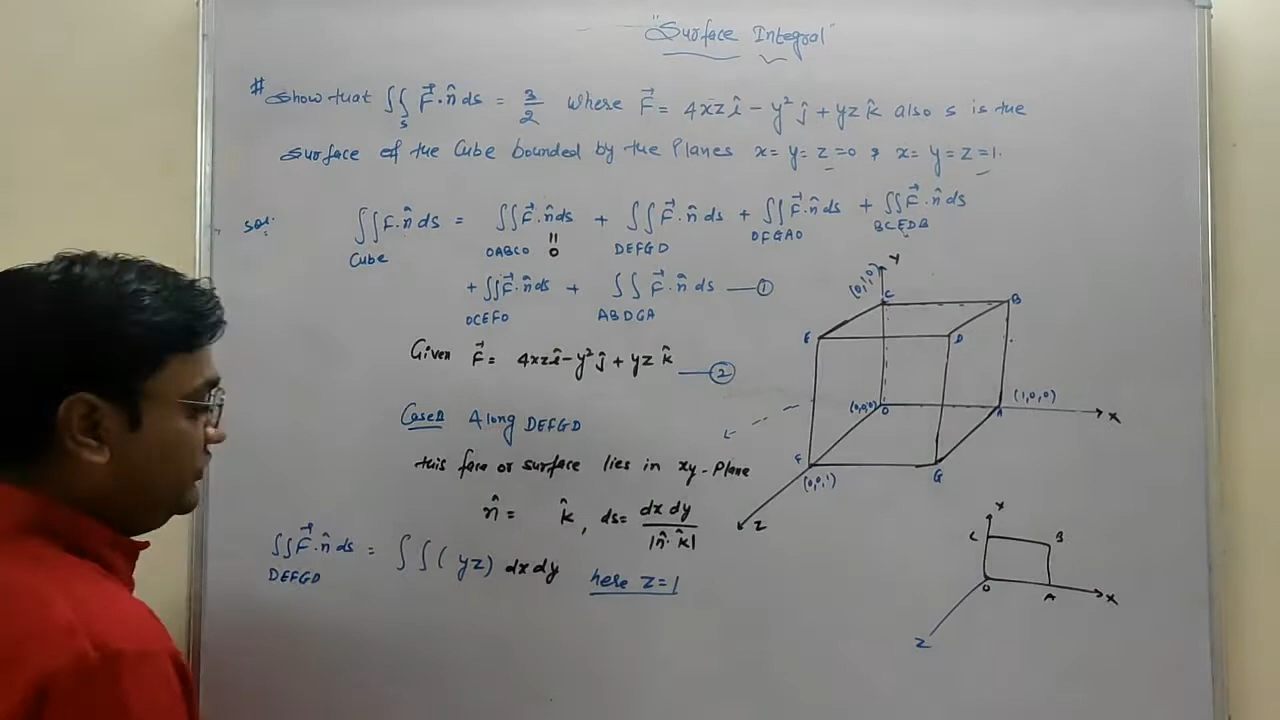 "Surface Integral"
# Show that ∬_S F⃗·n̂ ds = 3/2 where F⃗ = 4xz î − y² ĵ + yz k̂ also s is the
surface of the Cube bounded by the Planes x = y = z = 0 & x = y = z = 1.
Sol: ∬_Cube F·n̂ ds = ∬_OABCO F⃗·n̂ ds + ∬_DEFGD F⃗·n̂ ds + ∬_OFGAO F⃗·n̂ ds + ∬_BCEDB F⃗·n̂ ds
॥
0
+ ∬_OCEFO F⃗·n̂ ds + ∬_ABDGA F⃗·n̂ ds — ①
Given F⃗ = 4xz î − y² ĵ + yz k̂ — ②
Along DEFGD
this face or surface lies in xy-Plane
n̂ = k̂, ds = dx dy / |n̂·k̂|
∬_DEFGD F⃗·n̂ ds = ∬ (yz) dx dy here z = 1
Y
(0,1,0)
C
B
E
D
(0,0,0)
O
A
(1,0,0)
X
F
(0,0,1)
G
Z
Y
C
B
O
A
X
Z